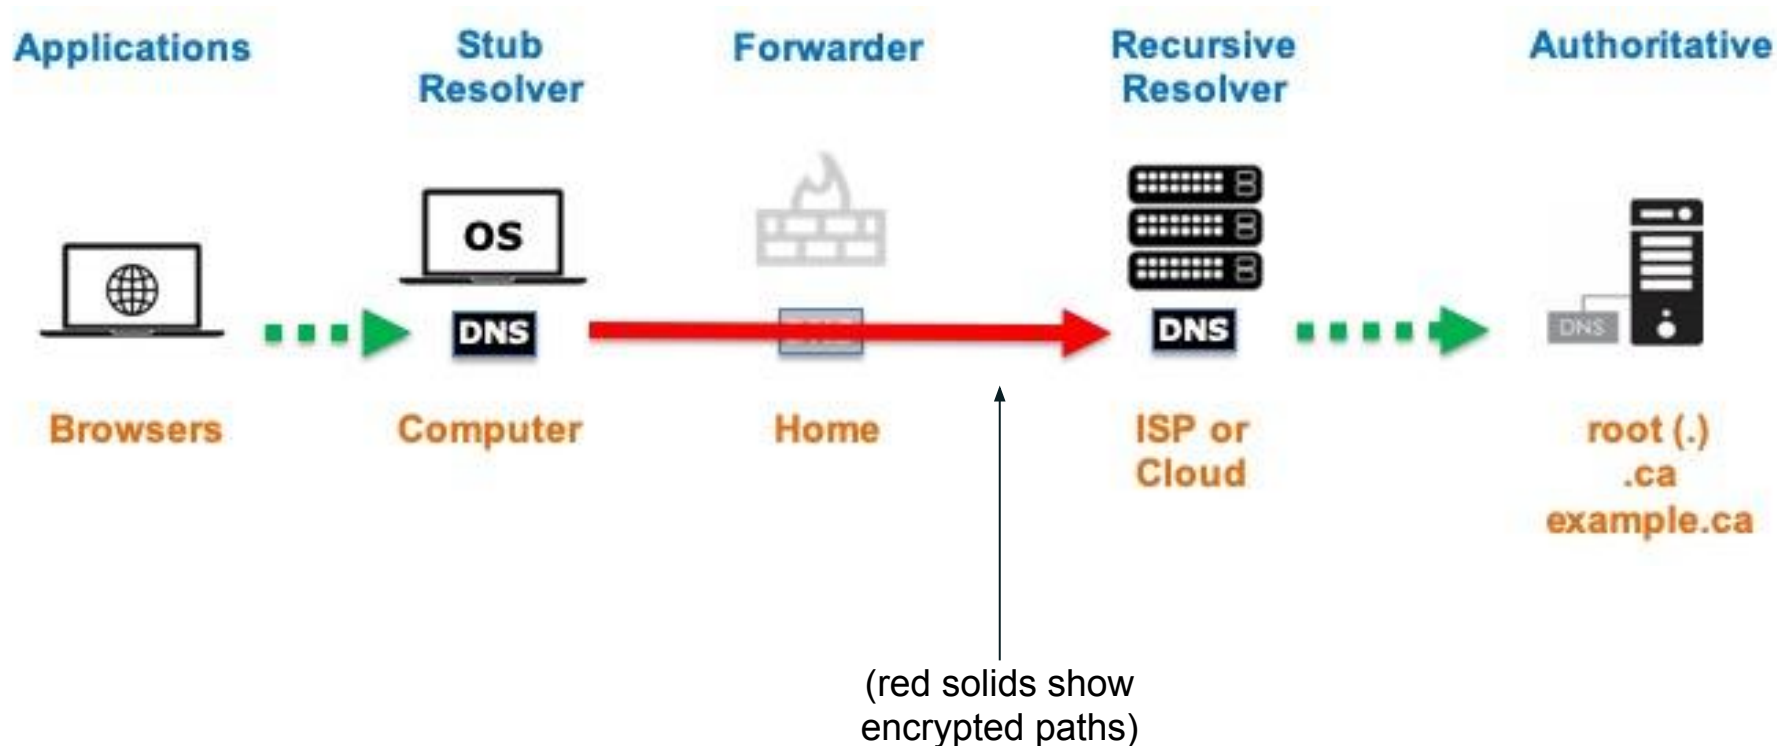 Applications
Stub
Resolver
Forwarder
Recursive
Resolver
Authoritative
OS
DNS
DNS
DNS
Browsers
Computer
Home
ISP or
Cloud
root (.)
.ca
example.ca
(red solids show
encrypted paths)